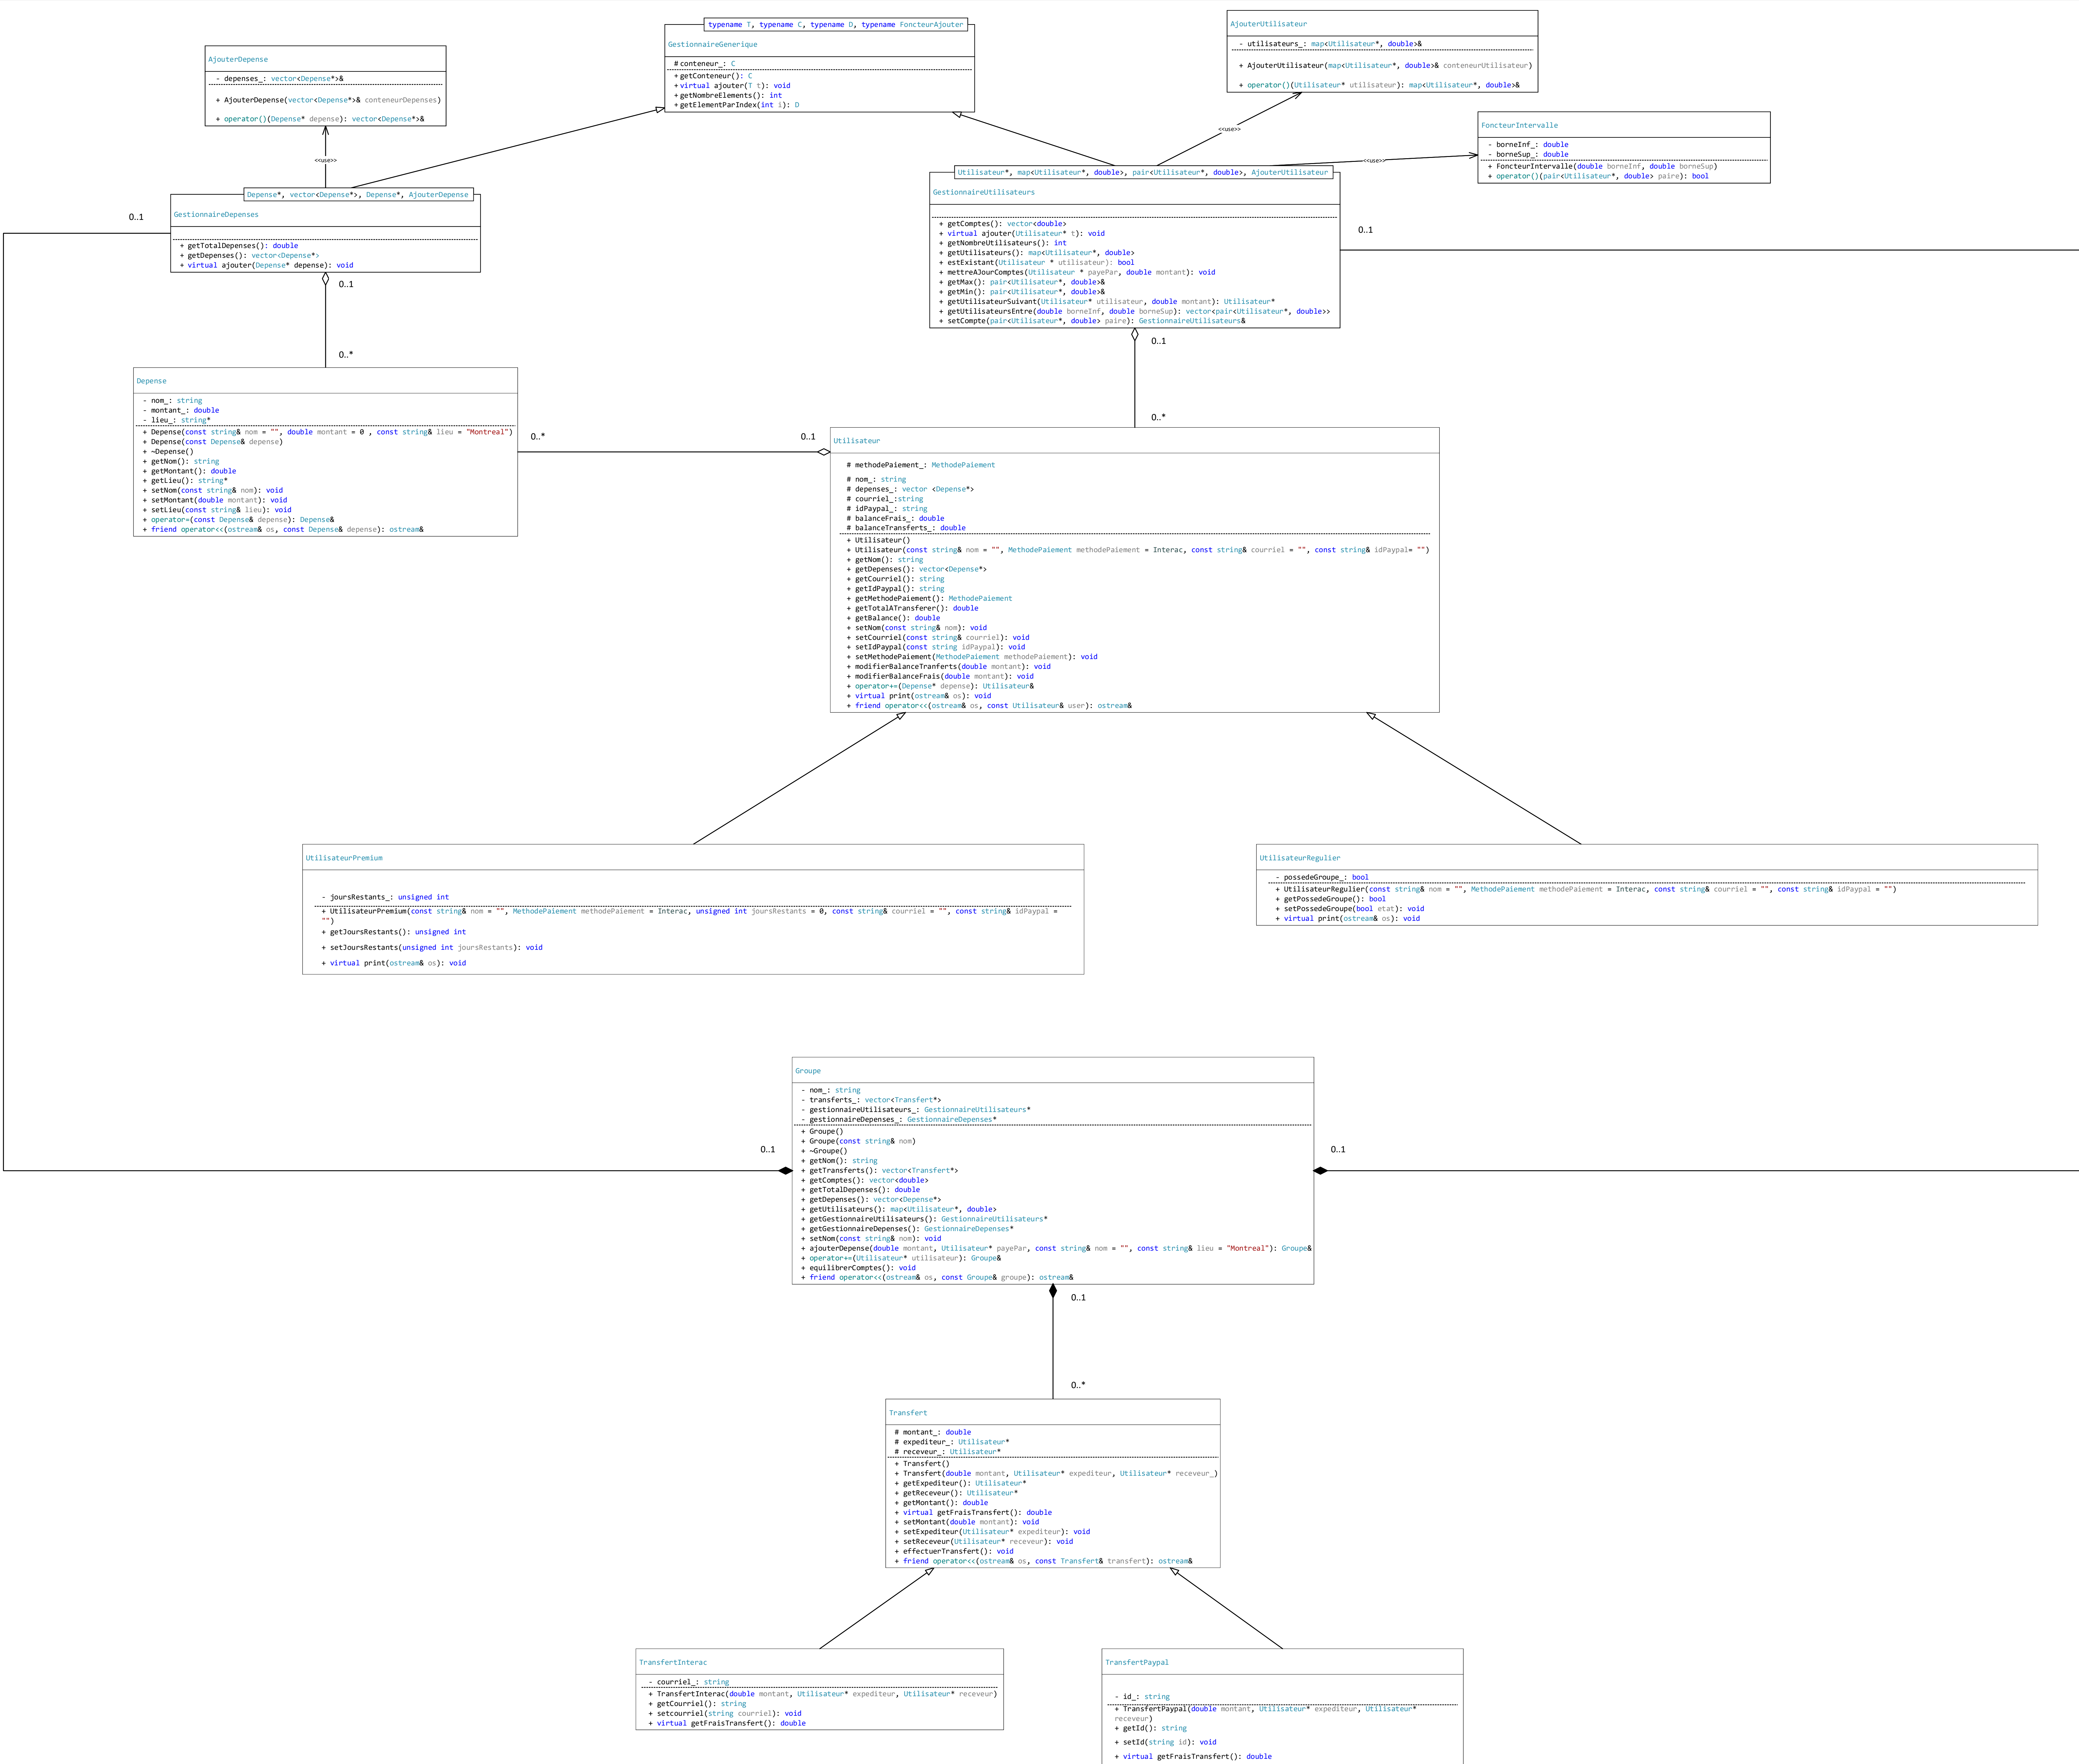 typename T, typename C, typename D, typename FoncteurAjouter
GestionnaireGenerique
# conteneur_: C
+ getConteneur(): C
+ virtual ajouter(T t): void
+ getNombreElements(): int
+ getElementParIndex(int i): D
AjouterUtilisateur
- utilisateurs_: map<Utilisateur*, double>&
+ AjouterUtilisateur(map<Utilisateur*, double>& conteneurUtilisateur)
+ operator()(Utilisateur* utilisateur): map<Utilisateur*, double>&
AjouterDepense
- depenses_: vector<Depense*>&
+ AjouterDepense(vector<Depense*>& conteneurDepenses)
+ operator()(Depense* depense): vector<Depense*>&
FoncteurIntervalle
- borneInf_: double
- borneSup_: double
+ FoncteurIntervalle(double borneInf, double borneSup)
+ operator()(pair<Utilisateur*, double> paire): bool
<<use>>
<<use>>
<<use>>
Depense*, vector<Depense*>, Depense*, AjouterDepense
GestionnaireDepenses
+ getTotalDepenses(): double
+ getDepenses(): vector<Depense*>
+ virtual ajouter(Depense* depense): void
0..1
0..1
0..*
Utilisateur*, map<Utilisateur*, double>, pair<Utilisateur*, double>, AjouterUtilisateur
GestionnaireUtilisateurs
+ getComptes(): vector<double>
+ virtual ajouter(Utilisateur* t): void
+ getNombreUtilisateurs(): int
+ getUtilisateurs(): map<Utilisateur*, double>
+ estExistant(Utilisateur * utilisateur): bool
+ mettreAJourComptes(Utilisateur * payePar, double montant): void
+ getMax(): pair<Utilisateur*, double>&
+ getMin(): pair<Utilisateur*, double>&
+ getUtilisateurSuivant(Utilisateur* utilisateur, double montant): Utilisateur*
+ getUtilisateursEntre(double borneInf, double borneSup): vector<pair<Utilisateur*, double>>
+ setCompte(pair<Utilisateur*, double> paire): GestionnaireUtilisateurs&
0..1
0..1
0..*
Depense
- nom_: string
- montant_: double
- lieu_: string*
+ Depense(const string& nom = "", double montant = 0 , const string& lieu = "Montreal")
+ Depense(const Depense& depense)
+ ~Depense()
+ getNom(): string
+ getMontant(): double
+ getLieu(): string*
+ setNom(const string& nom): void
+ setMontant(double montant): void
+ setLieu(const string& lieu): void
+ operator=(const Depense& depense): Depense&
+ friend operator<<(ostream& os, const Depense& depense): ostream&
0..*
0..1
Utilisateur
# methodePaiement_: MethodePaiement
# nom_: string
# depenses_: vector <Depense*>
# courriel_:string
# idPaypal_: string
# balanceFrais_: double
# balanceTransferts_: double
+ Utilisateur()
+ Utilisateur(const string& nom = "", MethodePaiement methodePaiement = Interac, const string& courriel = "", const string& idPaypal= "")
+ getNom(): string
+ getDepenses(): vector<Depense*>
+ getCourriel(): string
+ getIdPaypal(): string
+ getMethodePaiement(): MethodePaiement
+ getTotalATransferer(): double
+ getBalance(): double
+ setNom(const string& nom): void
+ setCourriel(const string& courriel): void
+ setIdPaypal(const string idPaypal): void
+ setMethodePaiement(MethodePaiement methodePaiement): void
+ modifierBalanceTranferts(double montant): void
+ modifierBalanceFrais(double montant): void
+ operator+=(Depense* depense): Utilisateur&
+ virtual print(ostream& os): void
+ friend operator<<(ostream& os, const Utilisateur& user): ostream&
UtilisateurPremium
- joursRestants_: unsigned int
+ UtilisateurPremium(const string& nom = "", MethodePaiement methodePaiement = Interac, unsigned int joursRestants = 0, const string& courriel = "", const string& idPaypal =
"")
+ getJoursRestants(): unsigned int
+ setJoursRestants(unsigned int joursRestants): void
+ virtual print(ostream& os): void
UtilisateurRegulier
- possedeGroupe_: bool
+ UtilisateurRegulier(const string& nom = "", MethodePaiement methodePaiement = Interac, const string& courriel = "", const string& idPaypal = "")
+ getPossedeGroupe(): bool
+ setPossedeGroupe(bool etat): void
+ virtual print(ostream& os): void
Groupe
- nom_: string
- transferts_: vector<Transfert*>
- gestionnaireUtilisateurs_: GestionnaireUtilisateurs*
- gestionnaireDepenses_: GestionnaireDepenses*
+ Groupe()
+ Groupe(const string& nom)
+ ~Groupe()
+ getNom(): string
+ getTransferts(): vector<Transfert*>
+ getComptes(): vector<double>
+ getTotalDepenses(): double
+ getDepenses(): vector<Depense*>
+ getUtilisateurs(): map<Utilisateur*, double>
+ getGestionnaireUtilisateurs(): GestionnaireUtilisateurs*
+ getGestionnaireDepenses(): GestionnaireDepenses*
+ setNom(const string& nom): void
+ ajouterDepense(double montant, Utilisateur* payePar, const string& nom = "", const string& lieu = "Montreal"): Groupe&
+ operator+=(Utilisateur* utilisateur): Groupe&
+ equilibrerComptes(): void
+ friend operator<<(ostream& os, const Groupe& groupe): ostream&
0..1
0..1
0..1
0..*
Transfert
# montant_: double
# expediteur_: Utilisateur*
# receveur_: Utilisateur*
+ Transfert()
+ Transfert(double montant, Utilisateur* expediteur, Utilisateur* receveur_)
+ getExpediteur(): Utilisateur*
+ getReceveur(): Utilisateur*
+ getMontant(): double
+ virtual getFraisTransfert(): double
+ setMontant(double montant): void
+ setExpediteur(Utilisateur* expediteur): void
+ setReceveur(Utilisateur* receveur): void
+ effectuerTransfert(): void
+ friend operator<<(ostream& os, const Transfert& transfert): ostream&
TransfertInterac
- courriel_: string
+ TransfertInterac(double montant, Utilisateur* expediteur, Utilisateur* receveur)
+ getCourriel(): string
+ setcourriel(string courriel): void
+ virtual getFraisTransfert(): double
TransfertPaypal
- id_: string
+ TransfertPaypal(double montant, Utilisateur* expediteur, Utilisateur*
receveur)
+ getId(): string
+ setId(string id): void
+ virtual getFraisTransfert(): double